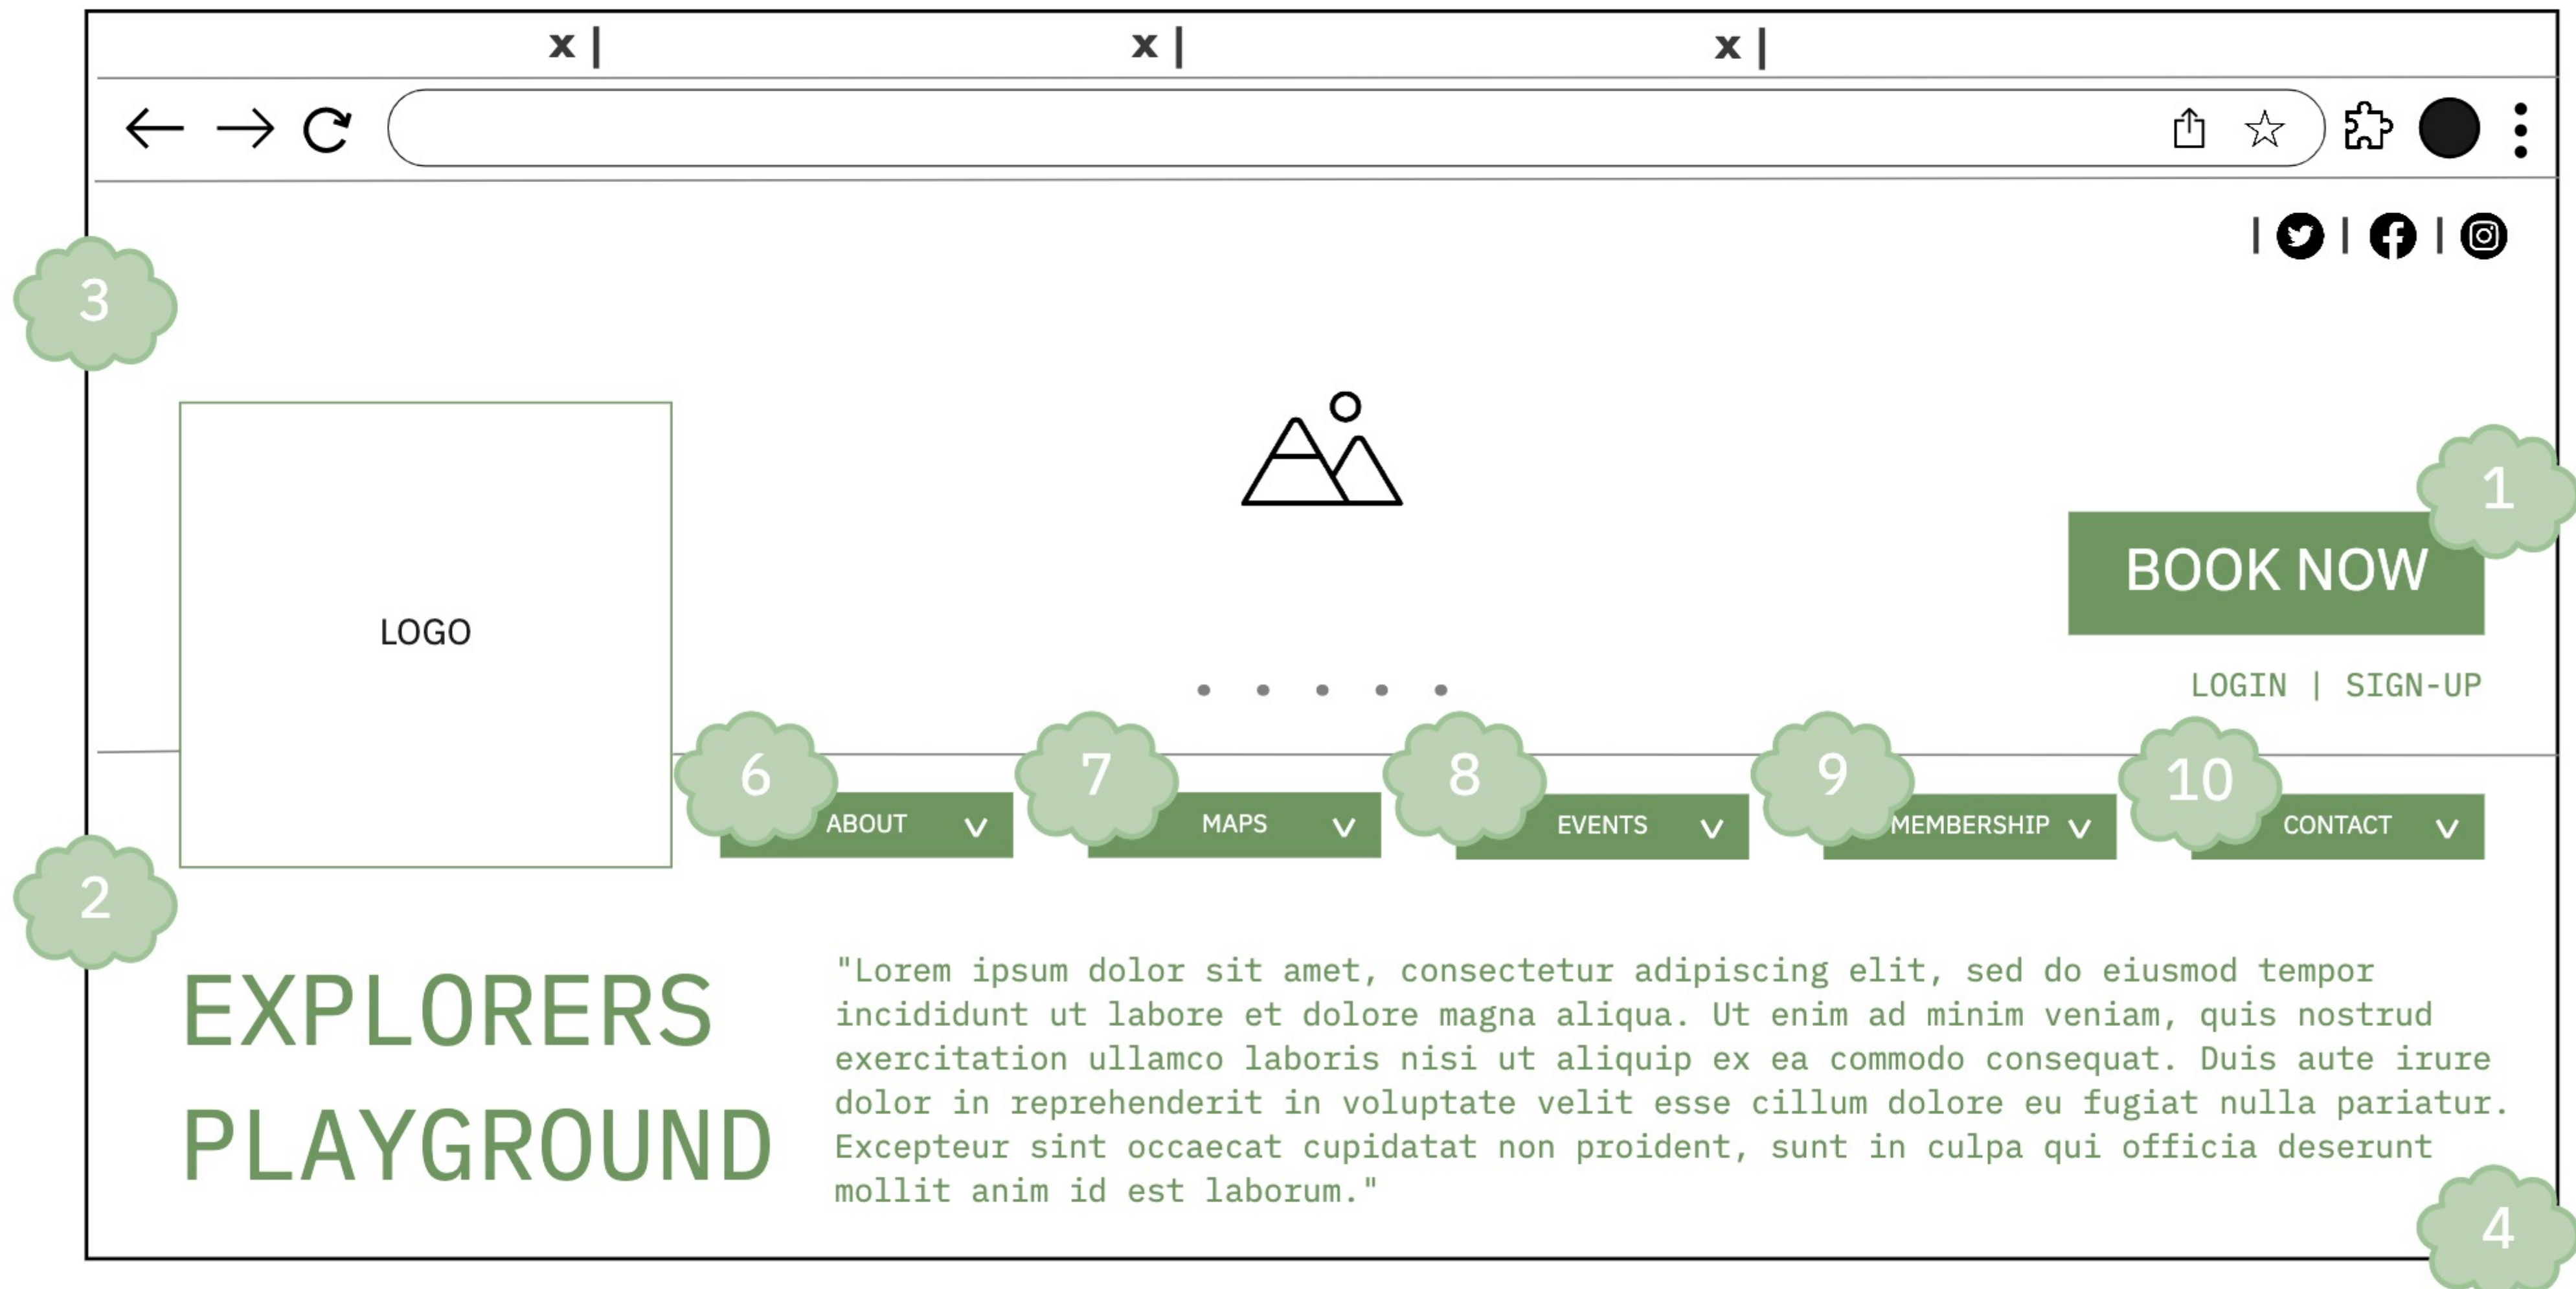 x | x | x |
3
LOGO
1
BOOK NOW
LOGIN | SIGN-UP
6 7 8 9 10
ABOUT MAPS EVENTS MEMBERSHIP CONTACT
2
EXPLORERS
PLAYGROUND
"Lorem ipsum dolor sit amet, consectetur adipiscing elit, sed do eiusmod tempor
incididunt ut labore et dolore magna aliqua. Ut enim ad minim veniam, quis nostrud
exercitation ullamco laboris nisi ut aliquip ex ea commodo consequat. Duis aute irure
dolor in reprehenderit in voluptate velit esse cillum dolore eu fugiat nulla pariatur.
Excepteur sint occaecat cupidatat non proident, sunt in culpa qui officia deserunt
mollit anim id est laborum."
4